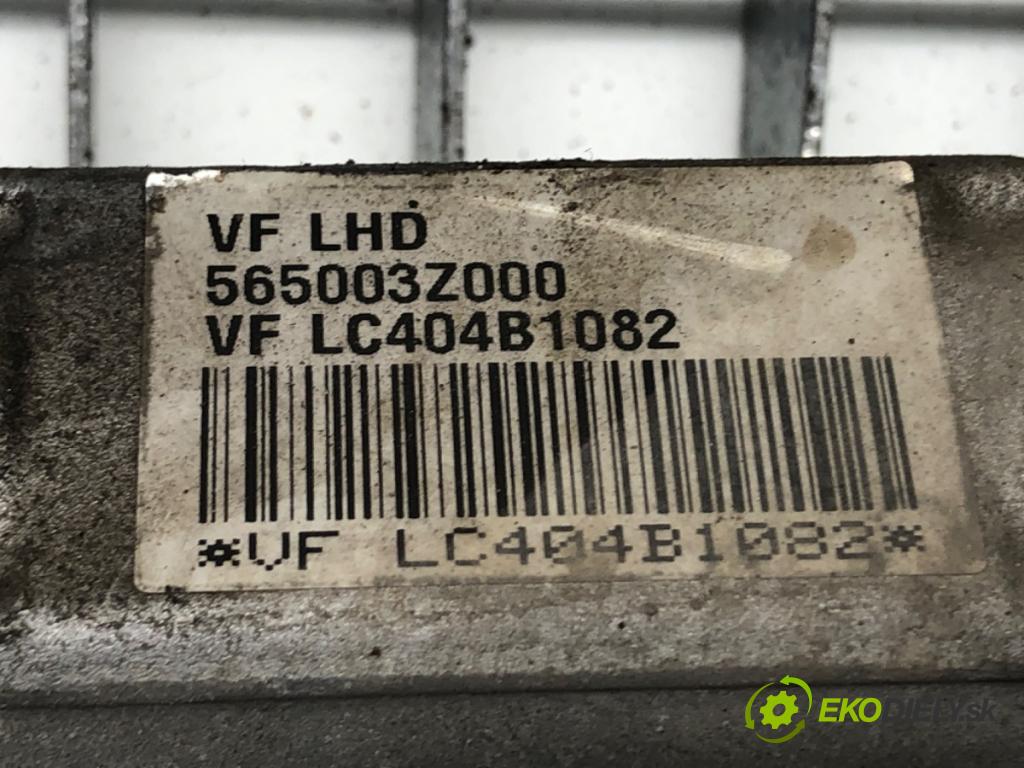 VF LHD
565003Z000
VF LC404B1082
*VF LC404B1082*
EKODIELY.sk